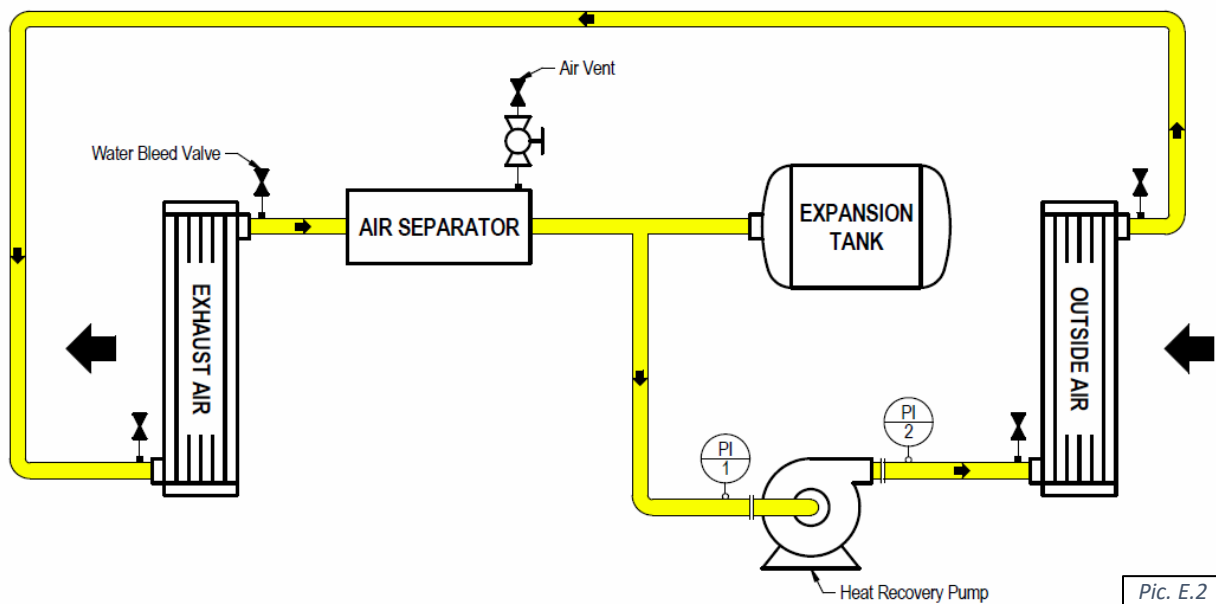 Air Vent
Water Bleed Valve
AIR SEPARATOR
EXPANSION
TANK
EXHAUST AIR
OUTSIDE AIR
PI
1
PI
2
Heat Recovery Pump
Pic. E.2